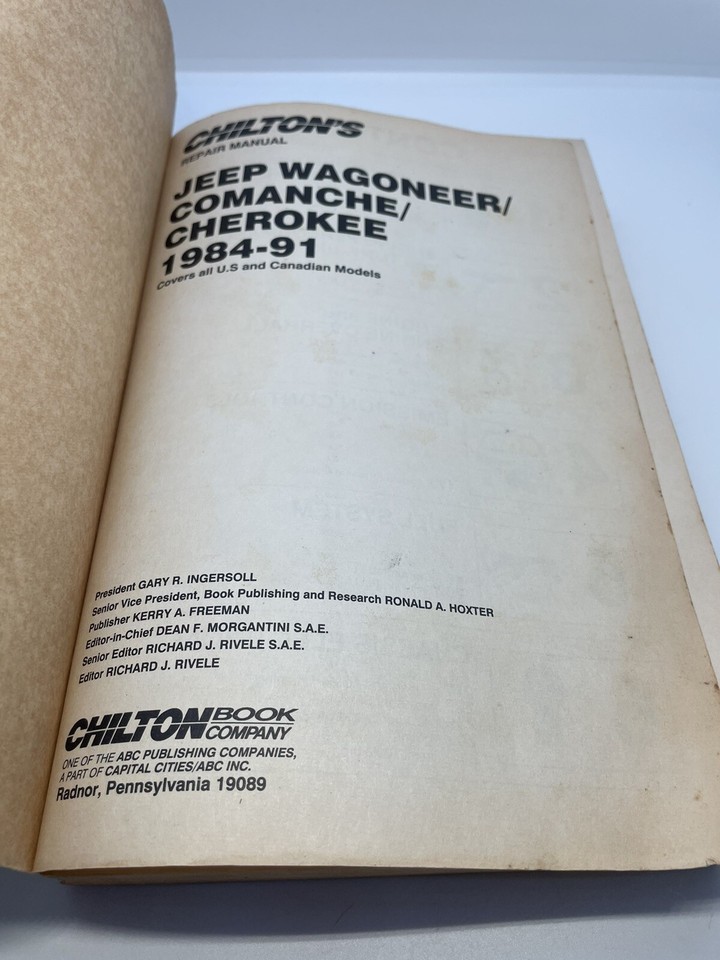 CHILTON'S
REPAIR MANUAL
JEEP WAGONEER/
COMANCHE/
CHEROKEE
1984-91
Covers all U.S and Canadian Models
President GARY R. INGERSOLL
Senior Vice President, Book Publishing and Research RONALD A. HOXTER
Publisher KERRY A. FREEMAN
Editor-in-Chief DEAN F. MORGANTINI S.A.E.
Senior Editor RICHARD J. RIVELE S.A.E.
Editor RICHARD J. RIVELE
CHILTON BOOK COMPANY
ONE OF THE ABC PUBLISHING COMPANIES,
A PART OF CAPITAL CITIES/ABC INC.
Radnor, Pennsylvania 19089